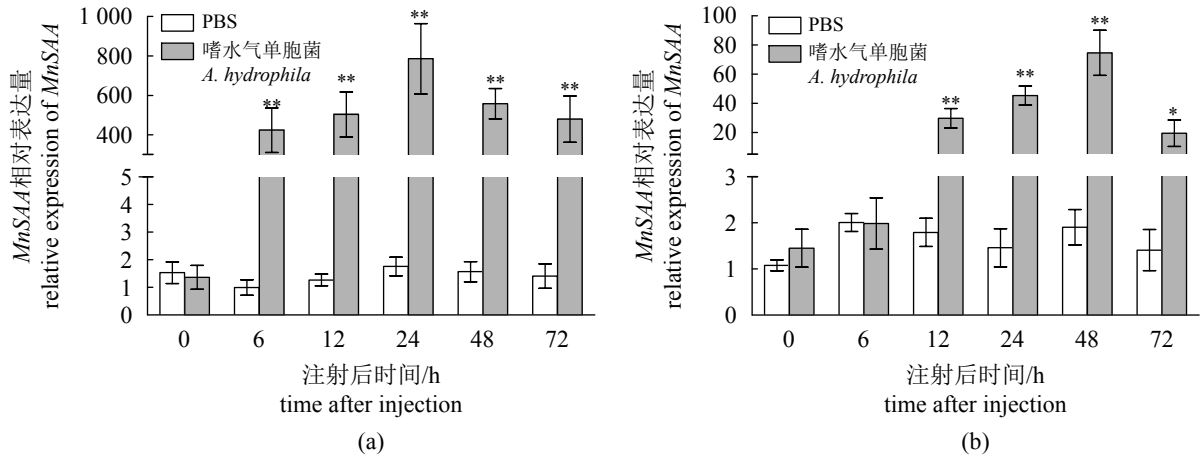 1 000
800
600
400
5
4
3
2
1
0
PBS
嗜水气单胞菌
A. hydrophila
**
**
**
**
**
MnSAA相对表达量
relative expression of MnSAA
0 6 12 24 48 72
注射后时间/h
time after injection
(a)
100
80
60
40
20
3
2
1
0
PBS
嗜水气单胞菌
A. hydrophila
**
**
**
*
MnSAA相对表达量
relative expression of MnSAA
0 6 12 24 48 72
注射后时间/h
time after injection
(b)